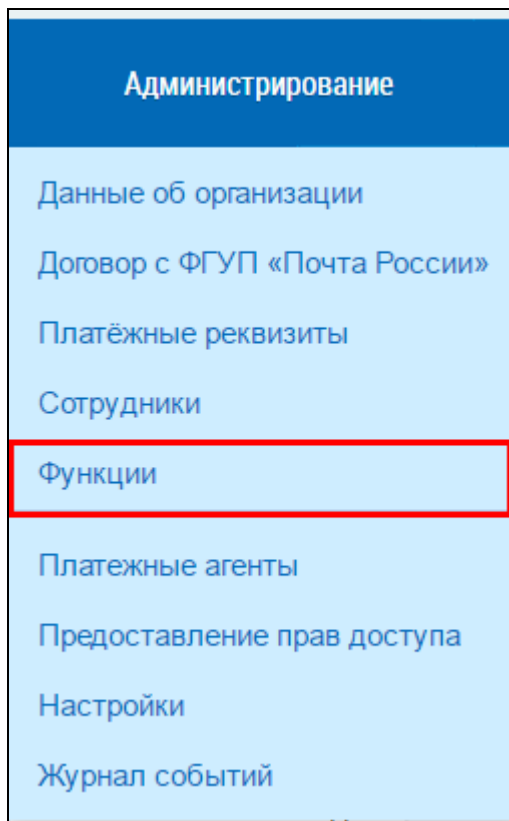 Администрирование
Данные об организации
Договор с ФГУП «Почта России»
Платёжные реквизиты
Сотрудники
Функции
Платежные агенты
Предоставление прав доступа
Настройки
Журнал событий